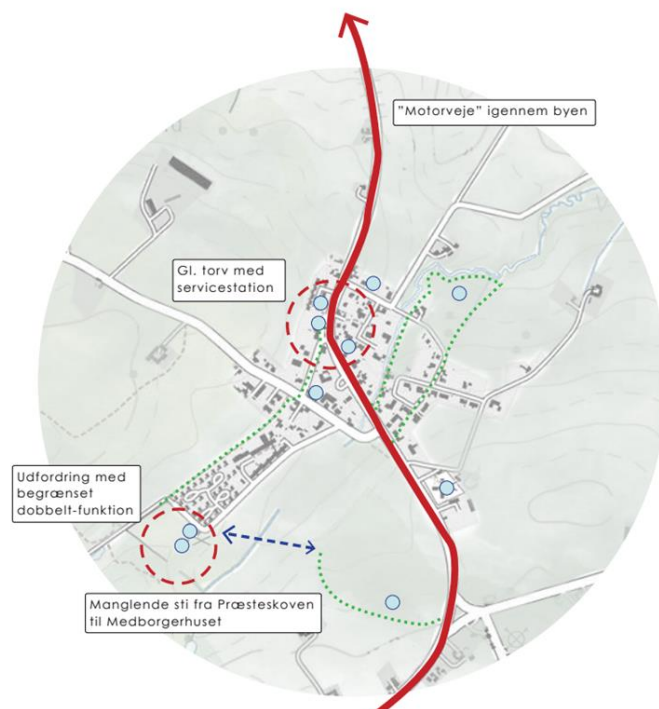 "Motorveje" igennem byen
Gl. torv med
servicestation
Udfordring med
begrænset
dobbelt-funktion
Manglende sti fra Præsteskoven
til Medborgerhuset